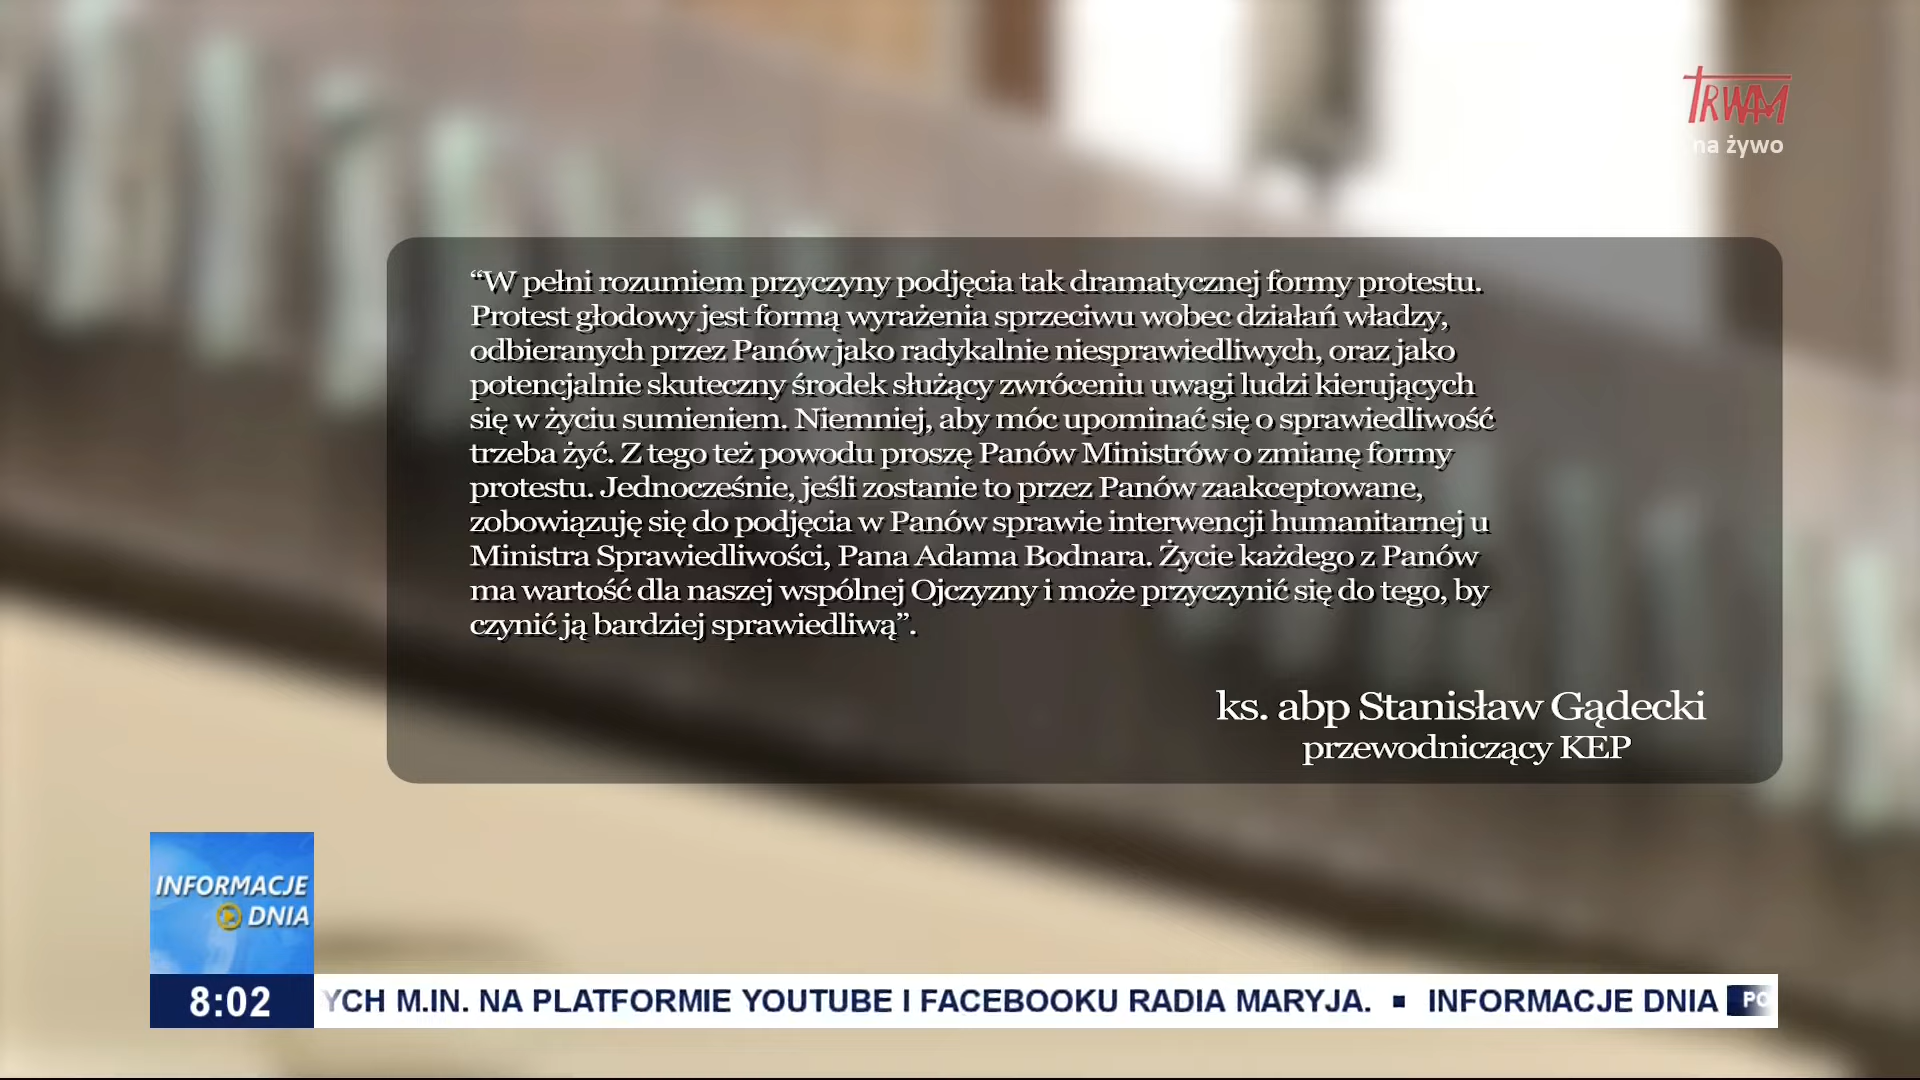 TRWAM
na żywo
“W pełni rozumiem przyczyny podjęcia tak dramatycznej formy protestu.
Protest głodowy jest formą wyrażenia sprzeciwu wobec działań władzy,
odbieranych przez Panów jako radykalnie niesprawiedliwych, oraz jako
potencjalnie skuteczny środek służący zwróceniu uwagi ludzi kierujących
się w życiu sumieniem. Niemniej, aby móc upominać się o sprawiedliwość
trzeba żyć. Z tego też powodu proszę Panów Ministrów o zmianę formy
protestu. Jednocześnie, jeśli zostanie to przez Panów zaakceptowane,
zobowiązuję się do podjęcia w Panów sprawie interwencji humanitarnej u
Ministra Sprawiedliwości, Pana Adama Bodnara. Życie każdego z Panów
ma wartość dla naszej wspólnej Ojczyzny i może przyczynić się do tego, by
czynić ją bardziej sprawiedliwą”.
ks. abp Stanisław Gądecki
przewodniczący KEP
INFORMACJE
DNIA
8:02 YCH M.IN. NA PLATFORMIE YOUTUBE I FACEBOOKU RADIA MARYJA. ▪ INFORMACJE DNIA PO